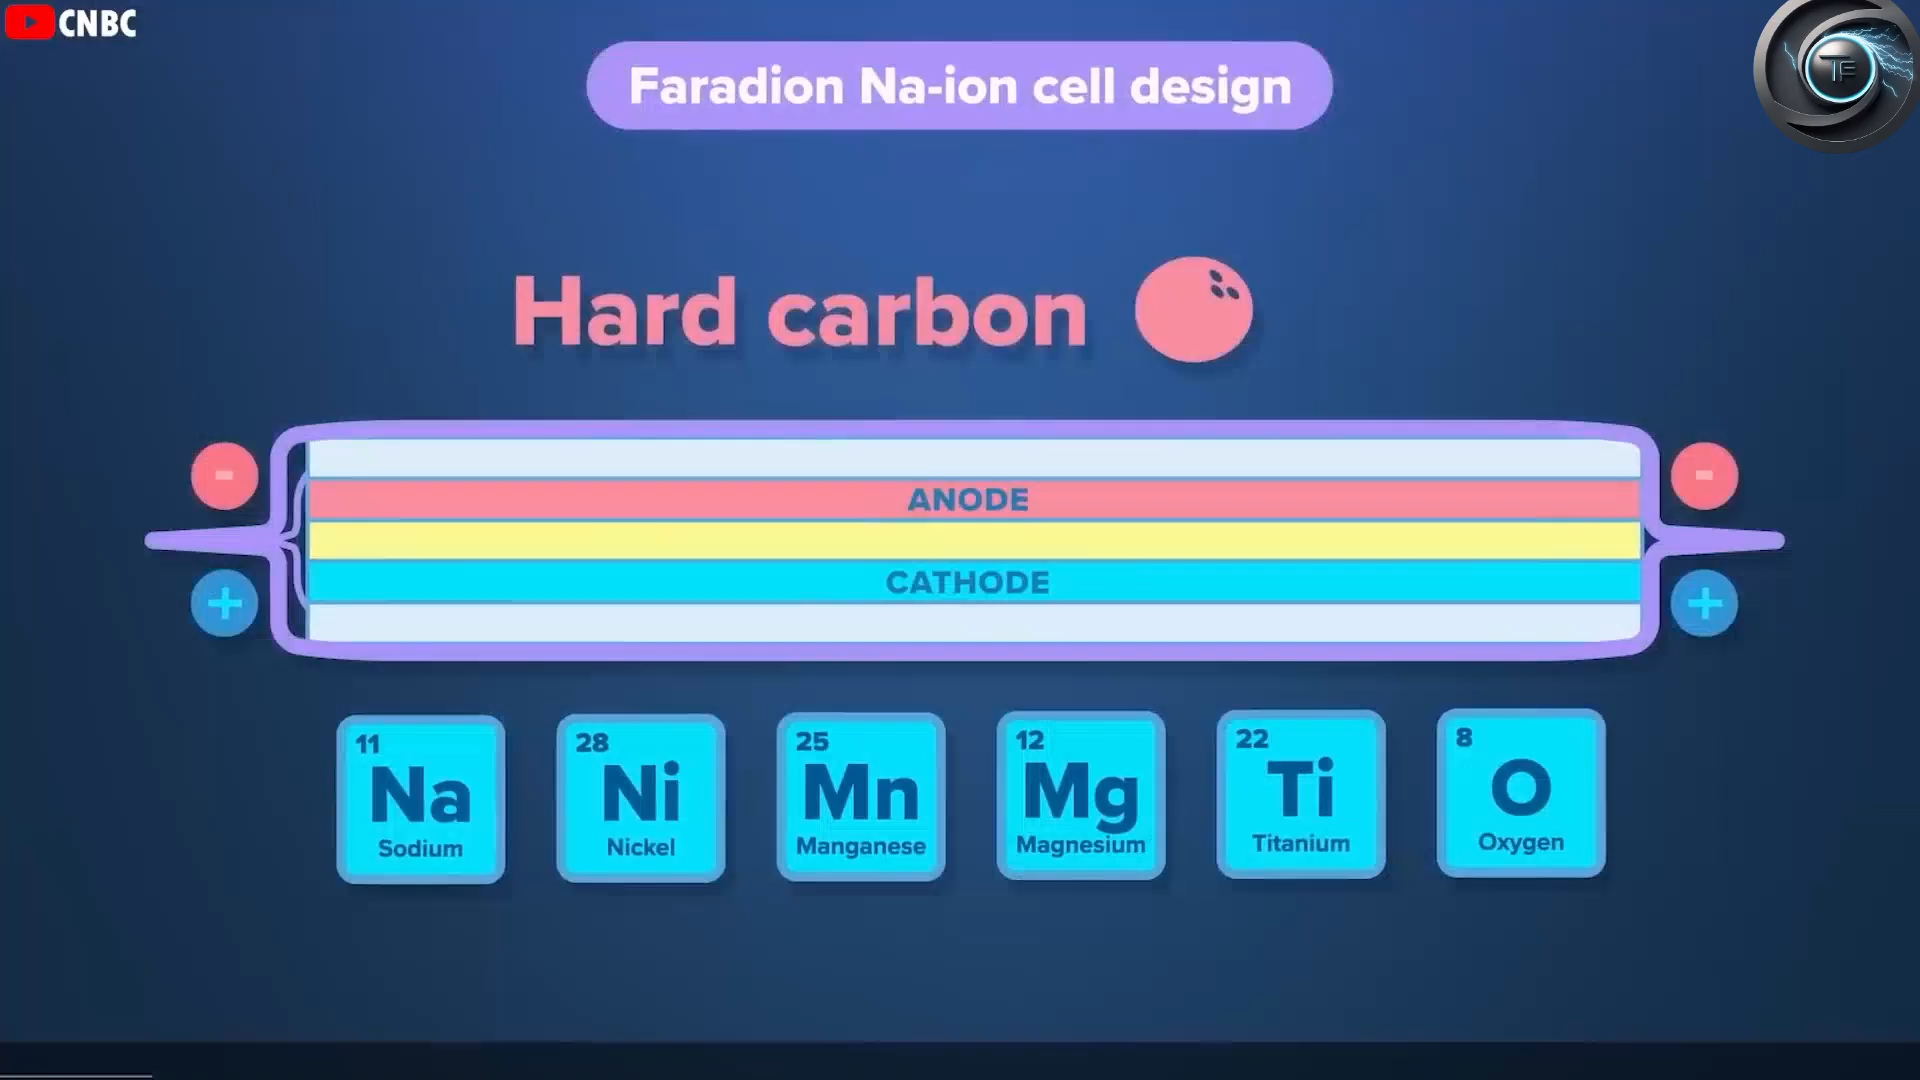 CNBC
TF
Faradion Na-ion cell design
Hard carbon
-
-
ANODE
CATHODE
+
+
11
Na
Sodium
28
Ni
Nickel
25
Mn
Manganese
12
Mg
Magnesium
22
Ti
Titanium
8
O
Oxygen